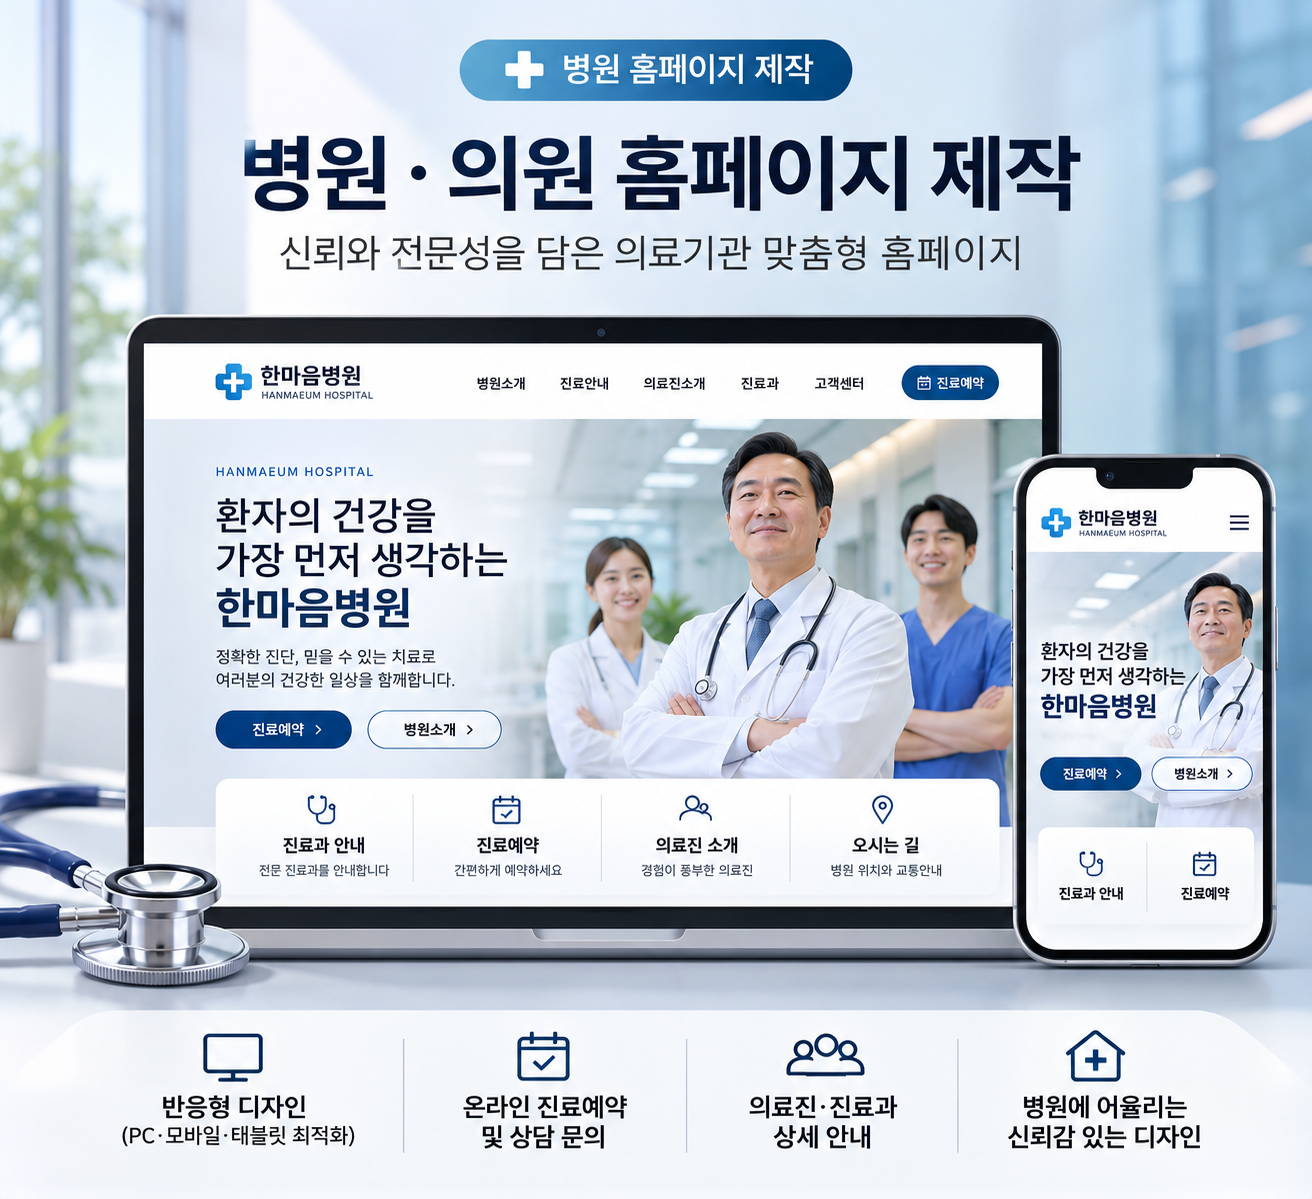 병원 홈페이지 제작
병원 · 의원 홈페이지 제작
신뢰와 전문성을 담은 의료기관 맞춤형 홈페이지
한마음병원
HANMAEUM HOSPITAL
병원소개
진료안내
의료진소개
진료과
고객센터
진료예약
HANMAEUM HOSPITAL
환자의 건강을
가장 먼저 생각하는
한마음병원
정확한 진단, 믿을 수 있는 치료로
여러분의 건강한 일상을 함께합니다.
진료예약 >
병원소개 >
진료과 안내
전문 진료과를 안내합니다
진료예약
간편하게 예약하세요
의료진 소개
경험이 풍부한 의료진
오시는 길
병원 위치와 교통안내
한마음병원
HANMAEUM HOSPITAL
환자의 건강을
가장 먼저 생각하는
한마음병원
진료예약 >
병원소개 >
진료과 안내
진료예약
반응형 디자인
(PC·모바일·태블릿 최적화)
온라인 진료예약
및 상담 문의
의료진·진료과
상세 안내
병원에 어울리는
신뢰감 있는 디자인